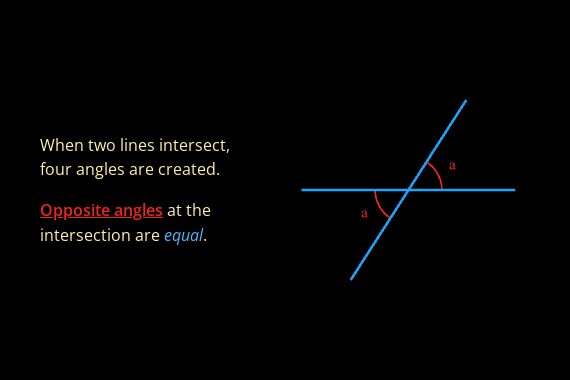 When two lines intersect,
four angles are created.
Opposite angles at the
intersection are equal.
a
a